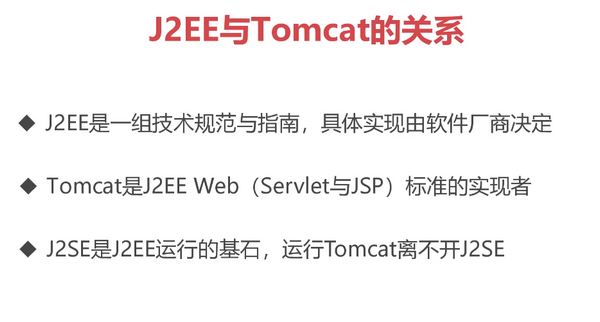 J2EE与Tomcat的关系
◆ J2EE是一组技术规范与指南，具体实现由软件厂商决定
◆ Tomcat是J2EE Web（Servlet与JSP）标准的实现者
◆ J2SE是J2EE运行的基石，运行Tomcat离不开J2SE